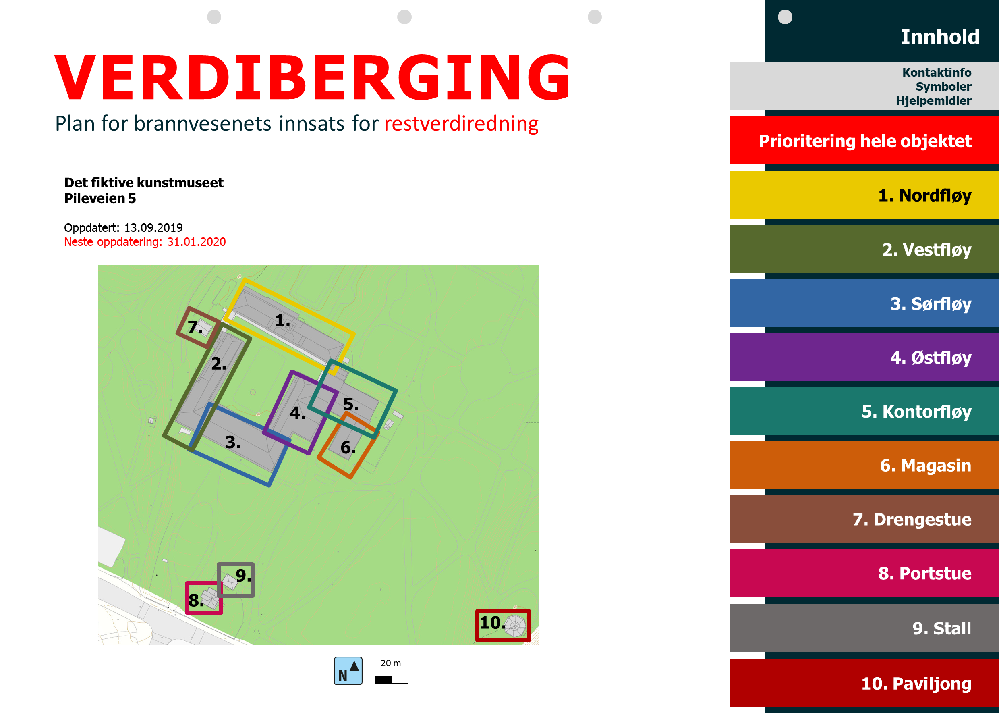 VERDIBERGING
Plan for brannvesenets innsats for restverdiredning
Det fiktive kunstmuseet
Pileveien 5
Oppdatert: 13.09.2019
Neste oppdatering: 31.01.2020
1.
7.
2.
5.
4.
3.
6.
9.
8.
10.
N
20 m
Innhold
Kontaktinfo
Symboler
Hjelpemidler
Prioritering hele objektet
1. Nordfløy
2. Vestfløy
3. Sørfløy
4. Østfløy
5. Kontorfløy
6. Magasin
7. Drengestue
8. Portstue
9. Stall
10. Paviljong